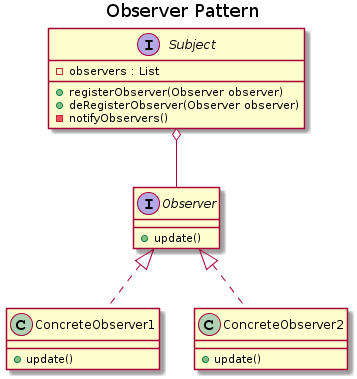 Observer Pattern
I Subject
observers : List
registerObserver(Observer observer)
deRegisterObserver(Observer observer)
notifyObservers()
I Observer
update()
C ConcreteObserver1
C ConcreteObserver2
update()
update()